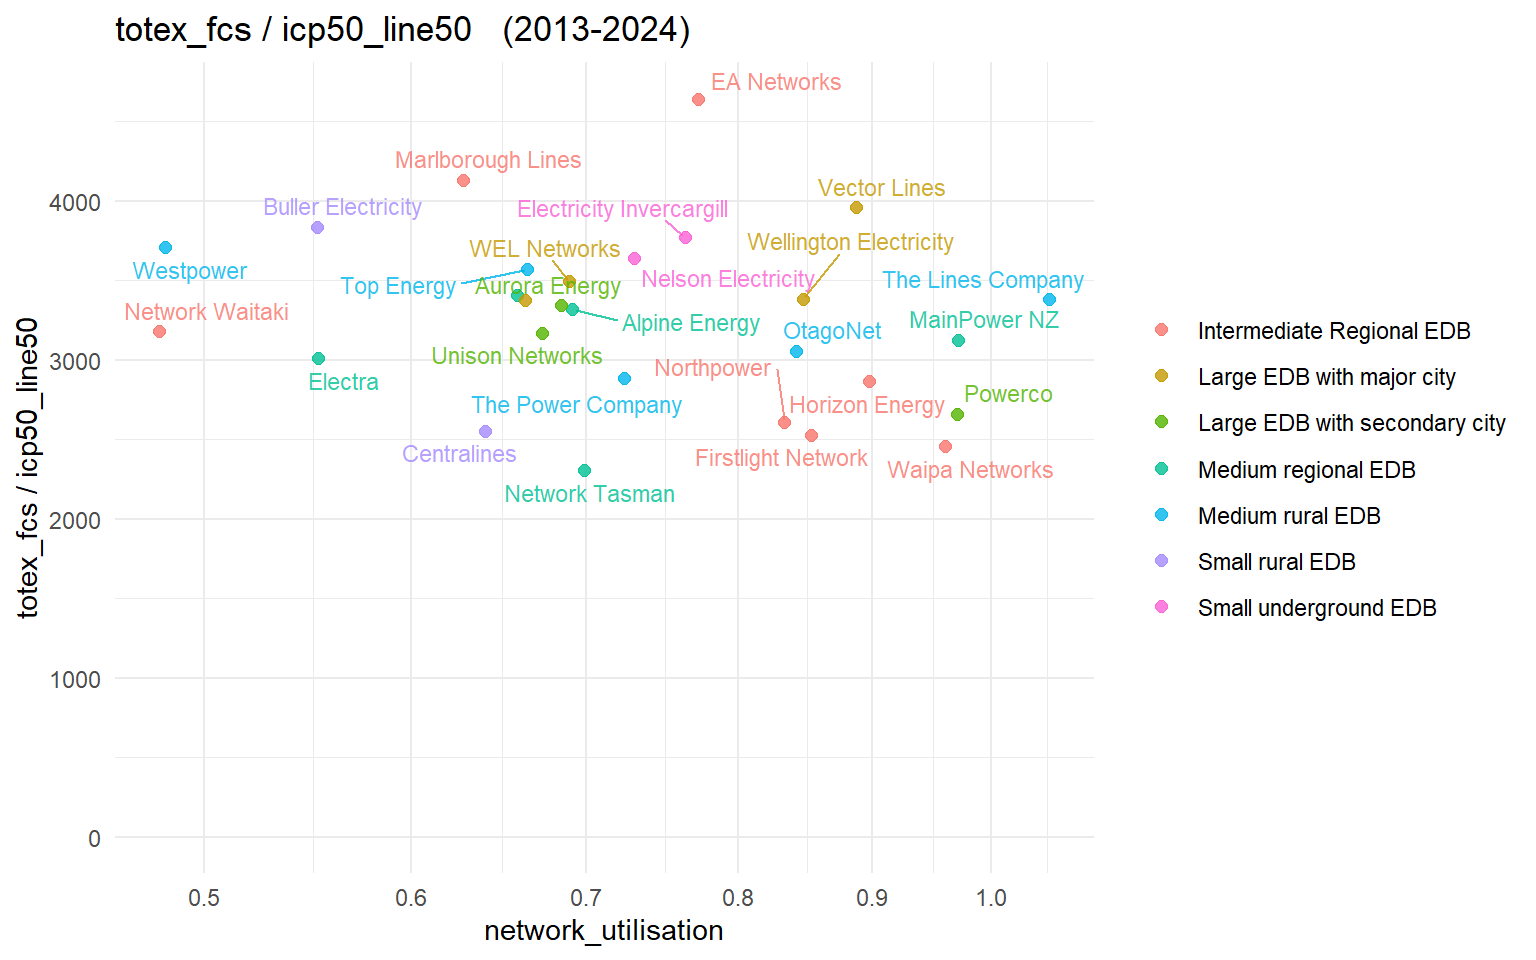 totex_fcs / icp50_line50   (2013-2024)
EA Networks
Marlborough Lines
Vector Lines
Buller Electricity
Electricity Invercargill
WEL Networks
Wellington Electricity
Westpower
Top Energy
Aurora Energy
Nelson Electricity
The Lines Company
Network Waitaki
Alpine Energy
OtagoNet
MainPower NZ
Unison Networks
Northpower
Electra
The Power Company
Horizon Energy
Powerco
Centralines
Firstlight Network
Waipa Networks
Network Tasman
totex_fcs / icp50_line50
4000
3000
2000
1000
0
0.5
0.6
0.7
0.8
0.9
1.0
network_utilisation
Intermediate Regional EDB
Large EDB with major city
Large EDB with secondary city
Medium regional EDB
Medium rural EDB
Small rural EDB
Small underground EDB